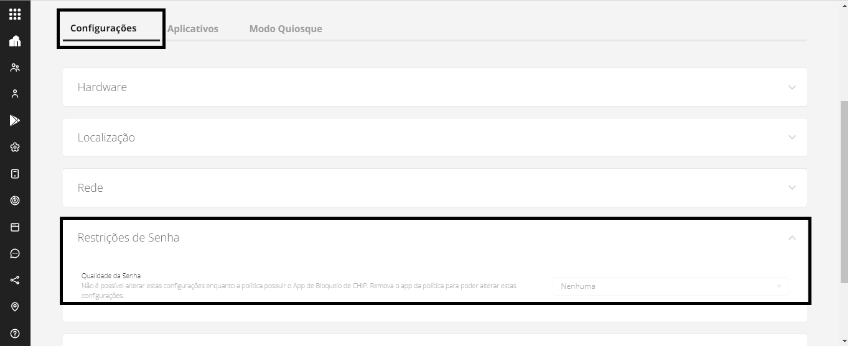 Configurações Aplicativos Modo Quiosque
Hardware
Localização
Rede
Restrições de Senha
Qualidade da Senha
Não é possível alterar estas configurações enquanto a política possuir o App de Bloqueio de CHIP. Remova o app da política para poder alterar estas
configurações.
Nenhuma